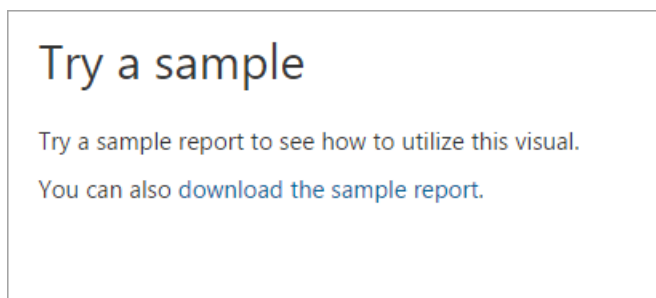 Try a sample
Try a sample report to see how to utilize this visual.
You can also download the sample report.